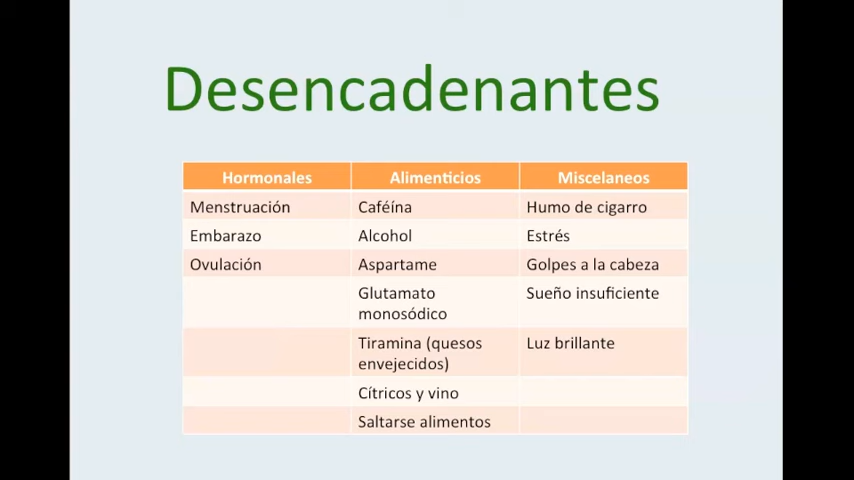 Desencadenantes
Hormonales Alimenticios Miscelaneos
Menstruación Caféína Humo de cigarro
Embarazo Alcohol Estrés
Ovulación Aspartame Golpes a la cabeza
Glutamato Sueño insuficiente
monosódico
Tiramina (quesos Luz brillante
envejecidos)
Cítricos y vino
Saltarse alimentos